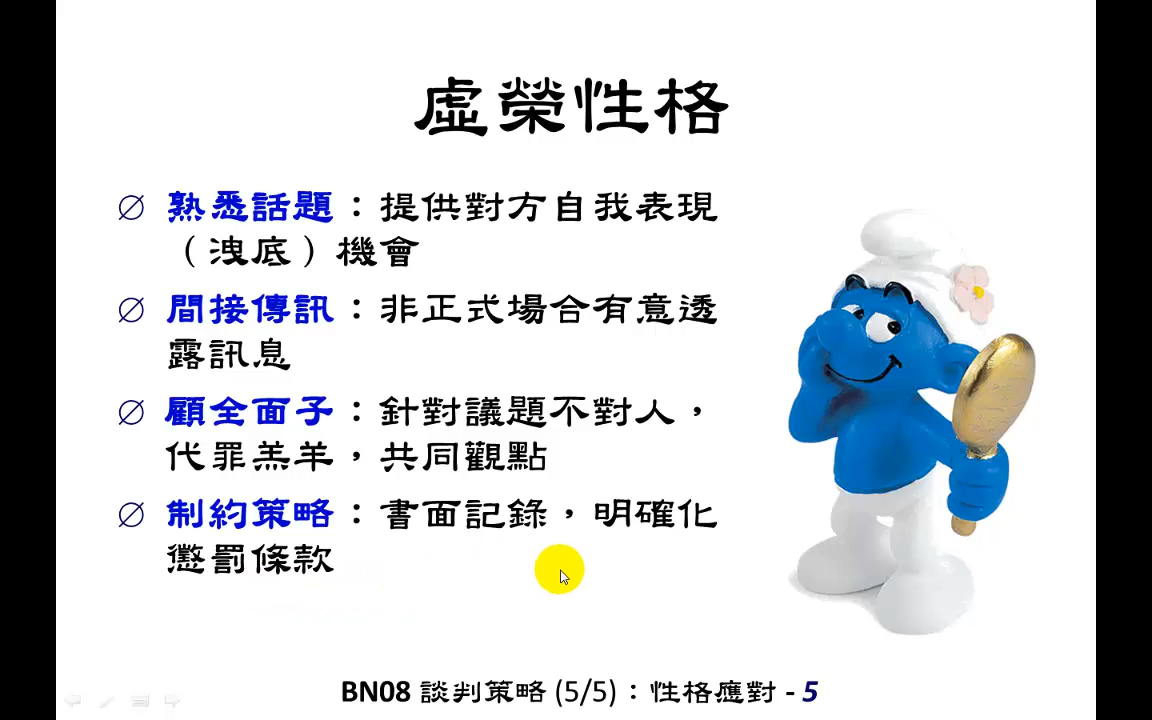 虛榮性格
熟悉話題：提供對方自我表現
（洩底）機會
間接傳訊：非正式場合有意透
露訊息
顧全面子：針對議題不對人，
代罪羔羊，共同觀點
制約策略：書面記錄，明確化
懲罰條款
BN08 談判策略 (5/5)：性格應對 - 5